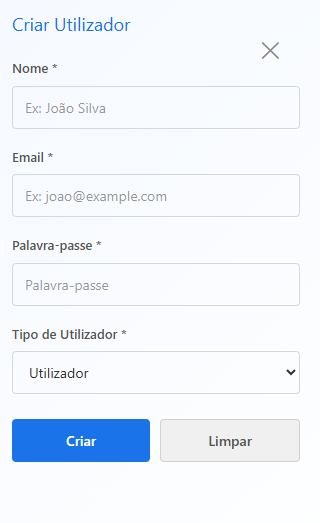 Criar Utilizador
Nome *
Ex: João Silva
Email *
Ex: joao@example.com
Palavra-passe *
Palavra-passe
Tipo de Utilizador *
Utilizador
Criar
Limpar